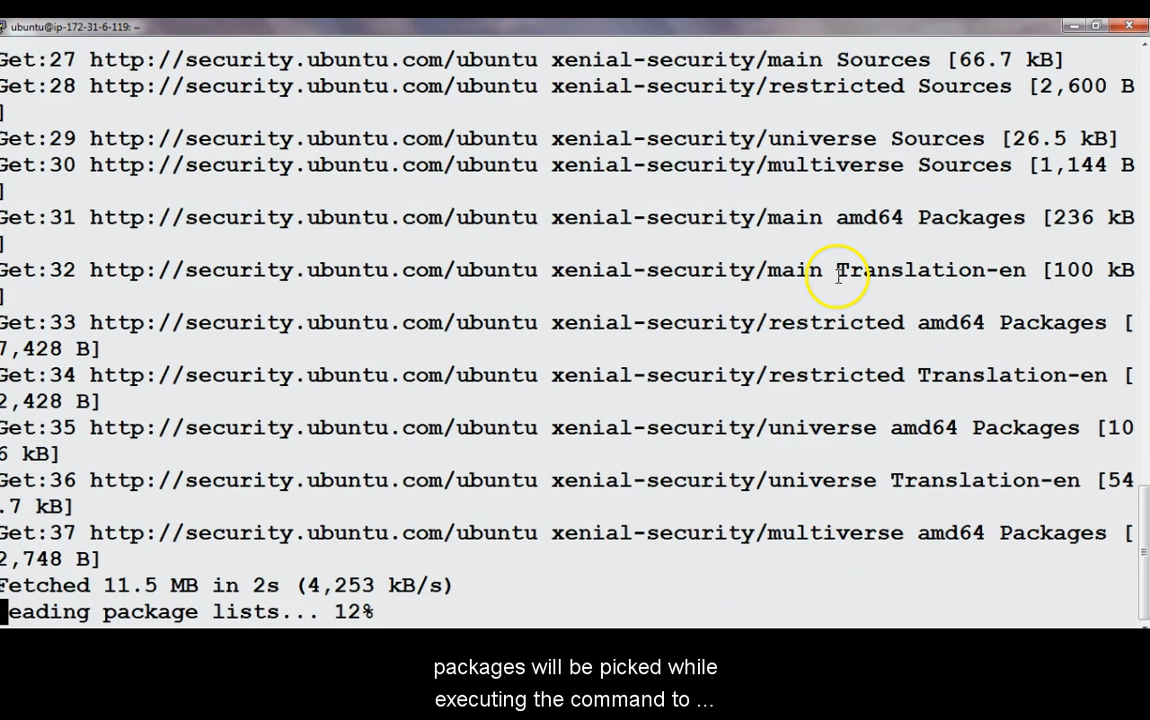 ubuntu@ip-172-31-6-119: ~
Get:27 http://security.ubuntu.com/ubuntu xenial-security/main Sources [66.7 kB]
Get:28 http://security.ubuntu.com/ubuntu xenial-security/restricted Sources [2,600 B
]
Get:29 http://security.ubuntu.com/ubuntu xenial-security/universe Sources [26.5 kB]
Get:30 http://security.ubuntu.com/ubuntu xenial-security/multiverse Sources [1,144 B
]
Get:31 http://security.ubuntu.com/ubuntu xenial-security/main amd64 Packages [236 kB
]
Get:32 http://security.ubuntu.com/ubuntu xenial-security/main Translation-en [100 kB
]
Get:33 http://security.ubuntu.com/ubuntu xenial-security/restricted amd64 Packages [
7,428 B]
Get:34 http://security.ubuntu.com/ubuntu xenial-security/restricted Translation-en [
2,428 B]
Get:35 http://security.ubuntu.com/ubuntu xenial-security/universe amd64 Packages [10
6 kB]
Get:36 http://security.ubuntu.com/ubuntu xenial-security/universe Translation-en [54
.7 kB]
Get:37 http://security.ubuntu.com/ubuntu xenial-security/multiverse amd64 Packages [
2,748 B]
Fetched 11.5 MB in 2s (4,253 kB/s)
eading package lists... 12%
packages will be picked while
executing the command to ...